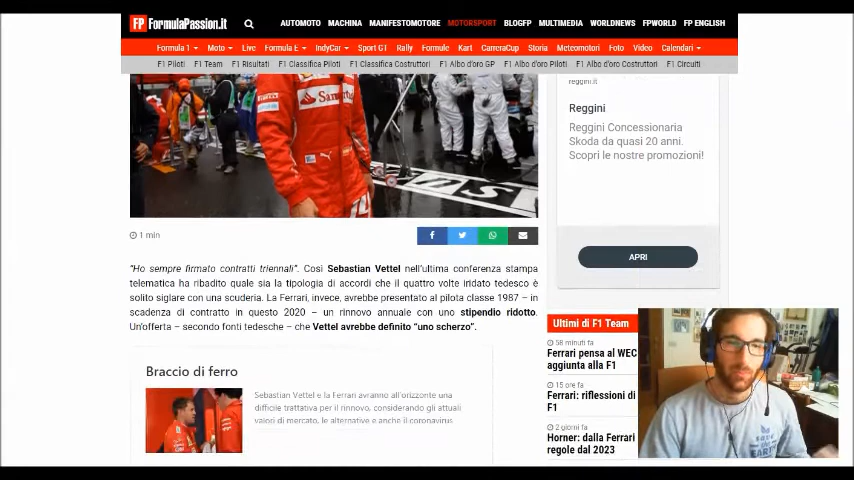 FP FormulaPassion.it
AUTOMOTO MACHINA MANIFESTOMORE MOTORSPORT BLOGFP MULTIMEDIA WORLDNEWS FPWORLD FP ENGLISH
Formula 1 Moto Live Formula E IndyCar Sport GT Rally Formule Kart CarreraCup Storia Meteomotori Foto Video Calendari
F1 Piloti F1 Team F1 Risultati F1 Classifica Piloti F1 Classifica Costruttori F1 Albo d'oro GP F1 Albo d'oro Piloti F1 Albo d'oro Costruttori F1 Circuiti
reggini.it
Reggini
Reggini Concessionaria
Skoda da quasi 20 anni.
Scopri le nostre promozioni!
APRI
1 min
"Ho sempre firmato contratti triennali". Così Sebastian Vettel nell'ultima conferenza stampa
telematica ha ribadito quale sia la tipologia di accordi che il quattro volte iridato tedesco è
solito siglare con una scuderia. La Ferrari, invece, avrebbe presentato al pilota classe 1987 – in
scadenza di contratto in questo 2020 – un rinnovo annuale con uno stipendio ridotto.
Un'offerta – secondo fonti tedesche – che Vettel avrebbe definito "uno scherzo".
Braccio di ferro
Sebastian Vettel e la Ferrari avranno all'orizzonte una
difficile trattativa per il rinnovo, considerando gli attuali
valori di mercato, le alternative e anche il coronavirus
Ultimi di F1 Team
58 minuti fa
Ferrari pensa al WEC
aggiunta alla F1
15 ore fa
Ferrari: riflessioni di
F1
2 giorni fa
Horner: dalla Ferrari
regole dal 2023
EARTH